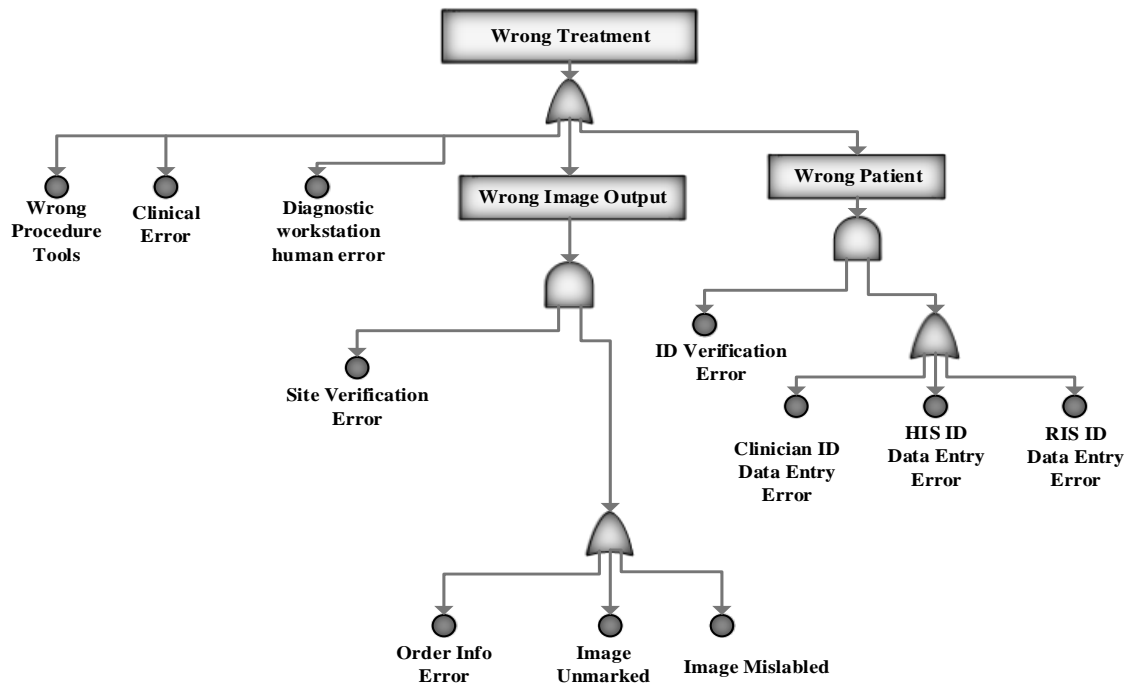 Wrong Treatment
Wrong Patient
Wrong Image Output
Wrong
Procedure
Tools
Clinical
Error
Diagnostic
workstation
human error
ID Verification
Error
Site Verification
Error
Clinician ID
Data Entry
Error
HIS ID
Data Entry
Error
RIS ID
Data Entry
Error
Order Info
Error
Image
Unmarked
Image Mislabled